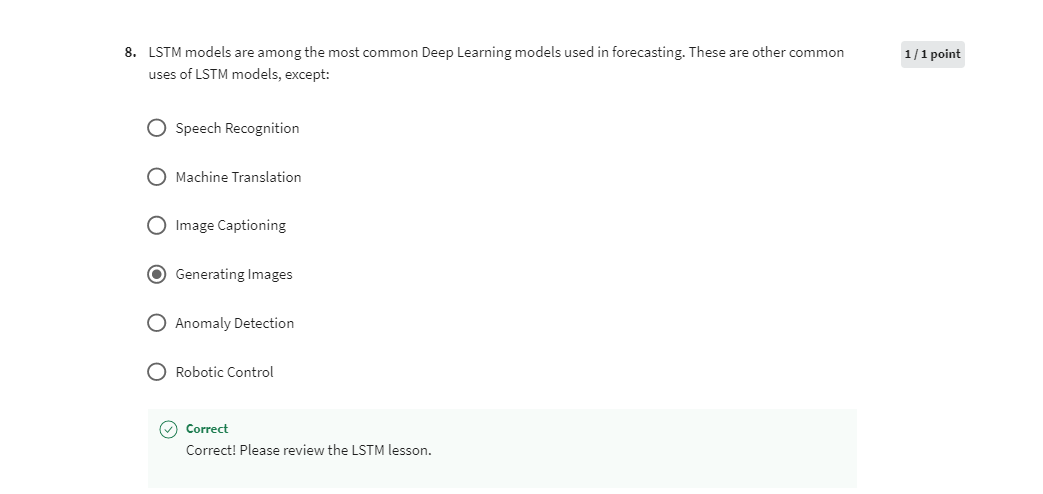 8. LSTM models are among the most common Deep Learning models used in forecasting. These are other common
uses of LSTM models, except:
1 / 1 point
Speech Recognition
Machine Translation
Image Captioning
Generating Images
Anomaly Detection
Robotic Control
Correct
Correct! Please review the LSTM lesson.